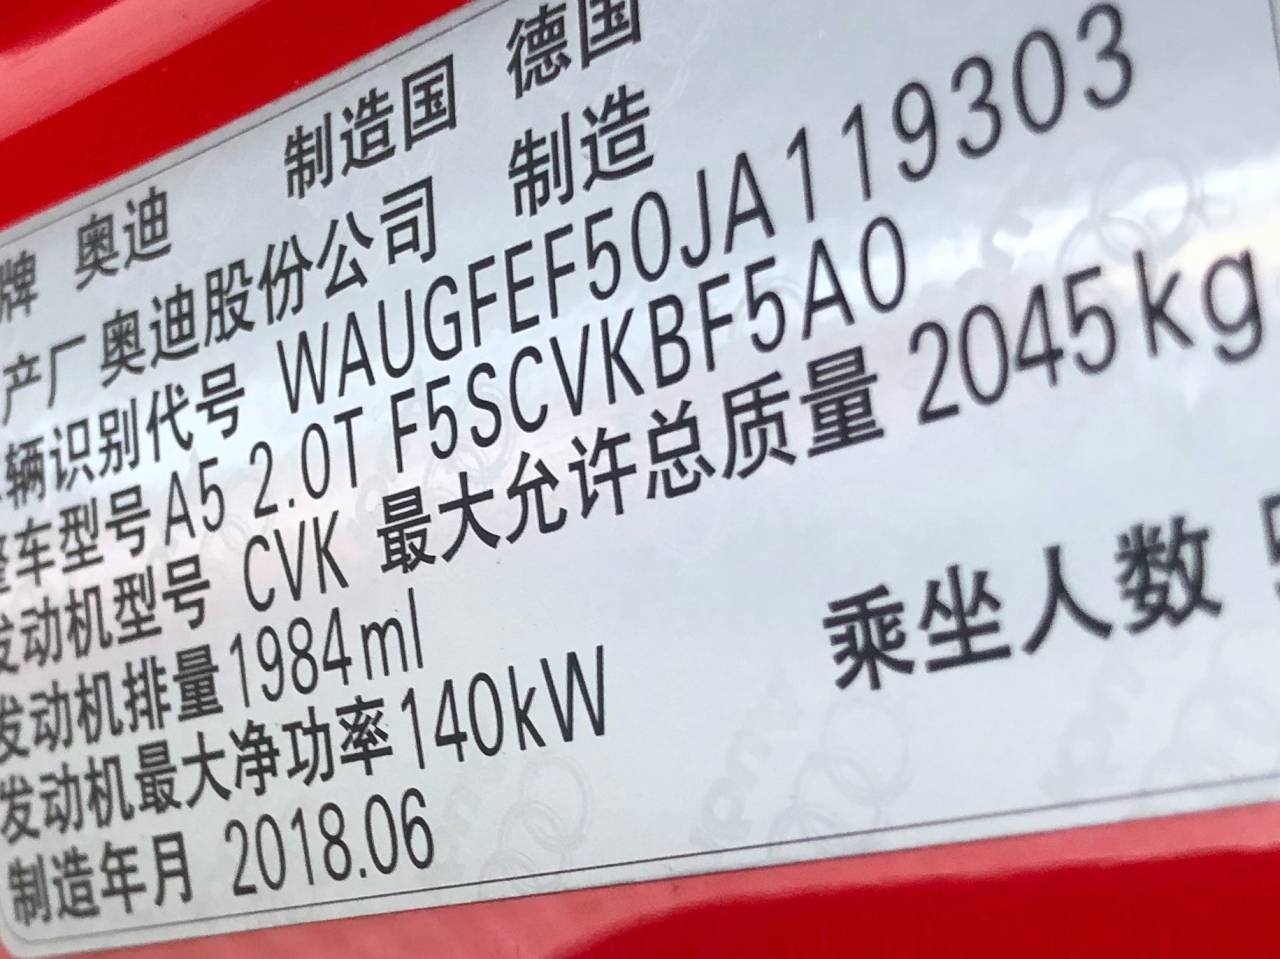 牌 奥迪 制造国 德国
产厂 奥迪股份公司 制造
辆识别代号 WAUGFEF50JA119303
整车型号 A5 2.0T F5SCVKBF5A0
发动机型号 CVK 最大允许总质量 2045kg
发动机排量 1984ml 乘坐人数 5
发动机最大净功率 140kW
制造年月 2018.06